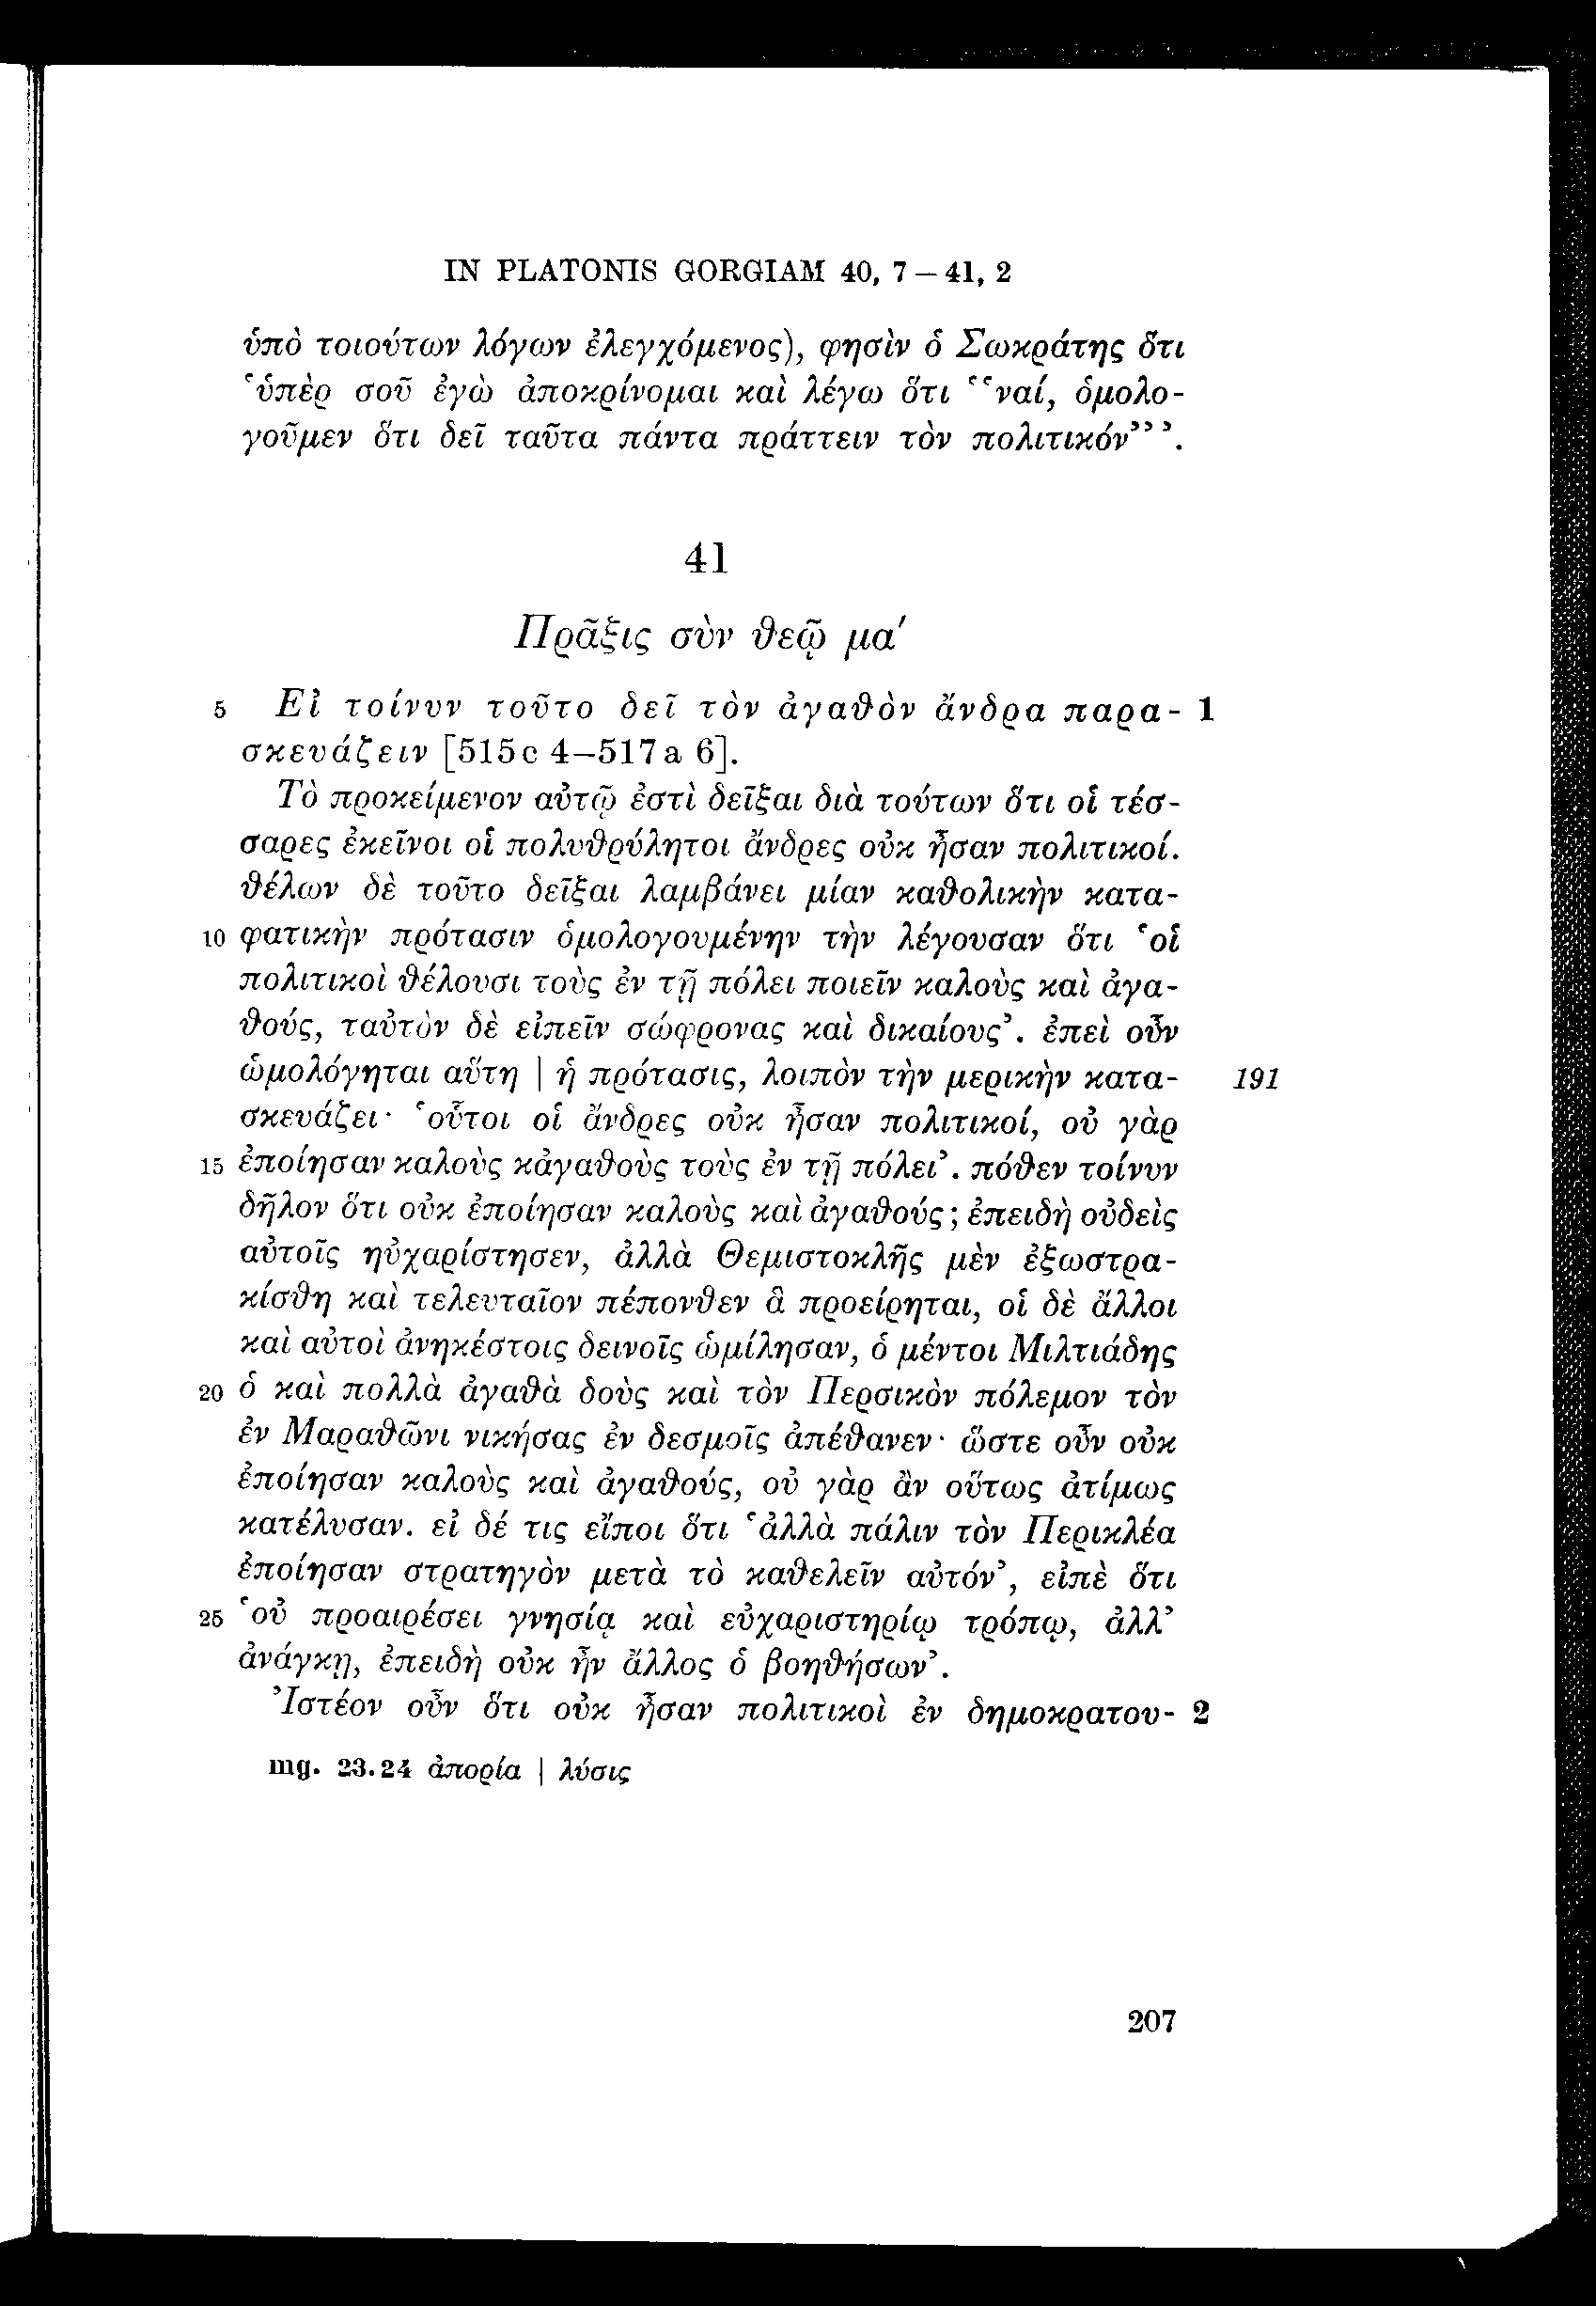 IN PLATONIS GORGIAM 40, 7 – 41, 2
ὑπὸ τοιούτων λόγων ἐλεγχόμενος), φησὶν ὁ Σωκράτης ὅτι
‘ὑπὲρ σοῦ ἐγὼ ἀποκρίνομαι καὶ λέγω ὅτι “ναί, ὁμολο-
γοῦμεν ὅτι δεῖ ταῦτα πάντα πράττειν τὸν πολιτικόν”’.
41
Πρᾶξις σὺν θεῷ μα′
5 Εἰ τοίνυν τοῦτο δεῖ τὸν ἀγαθὸν ἄνδρα παρα- 1
σκευάζειν [515c 4–517a 6].
Τὸ προκείμενον αὐτῷ ἐστὶ δεῖξαι διὰ τούτων ὅτι οἱ τέσ-
σαρες ἐκεῖνοι οἱ πολυθρύλητοι ἄνδρες οὐκ ἦσαν πολιτικοί.
θέλων δὲ τοῦτο δεῖξαι λαμβάνει μίαν καθολικὴν κατα-
10 φατικὴν πρότασιν ὁμολογουμένην τὴν λέγουσαν ὅτι ‘οἱ
πολιτικοὶ θέλουσι τοὺς ἐν τῇ πόλει ποιεῖν καλοὺς καὶ ἀγα-
θούς, ταὐτὸν δὲ εἰπεῖν σώφρονας καὶ δικαίους’. ἐπεὶ οὖν
ὡμολόγηται αὕτη | ἡ πρότασις, λοιπὸν τὴν μερικὴν κατα- 191
σκευάζει· ‘οὗτοι οἱ ἄνδρες οὐκ ἦσαν πολιτικοί, οὐ γὰρ
15 ἐποίησαν καλοὺς κἀγαθοὺς τοὺς ἐν τῇ πόλει’. πόθεν τοίνυν
δῆλον ὅτι οὐκ ἐποίησαν καλοὺς καὶ ἀγαθούς; ἐπειδὴ οὐδεὶς
αὐτοῖς ηὐχαρίστησεν, ἀλλὰ Θεμιστοκλῆς μὲν ἐξωστρα-
κίσθη καὶ τελευταῖον πέπονθεν ἃ προείρηται, οἱ δὲ ἄλλοι
καὶ αὐτοὶ ἀνηκέστοις δεινοῖς ὡμίλησαν, ὁ μέντοι Μιλτιάδης
20 ὁ καὶ πολλὰ ἀγαθὰ δοὺς καὶ τὸν Περσικὸν πόλεμον τὸν
ἐν Μαραθῶνι νικήσας ἐν δεσμοῖς ἀπέθανεν· ὥστε οὖν οὐκ
ἐποίησαν καλοὺς καὶ ἀγαθούς, οὐ γὰρ ἂν οὕτως ἀτίμως
κατέλυσαν. εἰ δέ τις εἴποι ὅτι ‘ἀλλὰ πάλιν τὸν Περικλέα
ἐποίησαν στρατηγὸν μετὰ τὸ καθελεῖν αὐτόν’, εἰπὲ ὅτι
25 ‘οὐ προαιρέσει γνησίᾳ καὶ εὐχαριστηρίῳ τρόπῳ, ἀλλ’
ἀνάγκῃ, ἐπειδὴ οὐκ ἦν ἄλλος ὁ βοηθήσων’.
Ἰστέον οὖν ὅτι οὐκ ἦσαν πολιτικοὶ ἐν δημοκρατου- 2
mg. 23.24 ἀπορία | λύσις
207